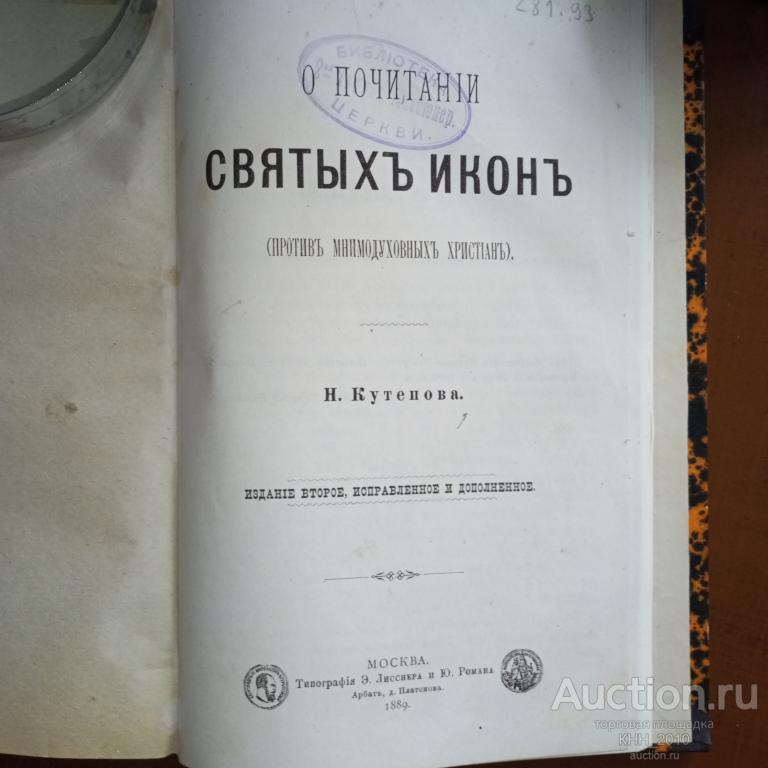 281.93
БИБЛІОТЕ
ЦЕРКВИ.
О ПОЧИТАНІИ
СВЯТЫХЪ ИКОНЪ
(ПРОТИВЪ МНИМОДУХОВНЫХЪ ХРИСТІАНЪ).
Н. Кутепова.
ИЗДАНІЕ ВТОРОЕ, ИСПРАВЛЕННОЕ И ДОПОЛНЕННОЕ.
МОСКВА.
Типографія Э. Лисснера и Ю. Романа
Арбатъ, д. Платонова.
1889.
Auction.ru
торговая площадка
КНН_2010
auction.ru